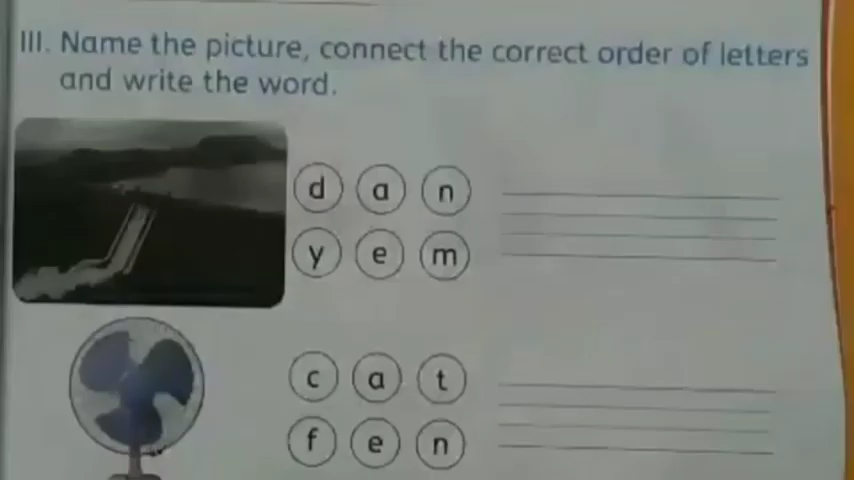 III. Name the picture, connect the correct order of letters
and write the word.
d a n
y e m
c a t
f e n